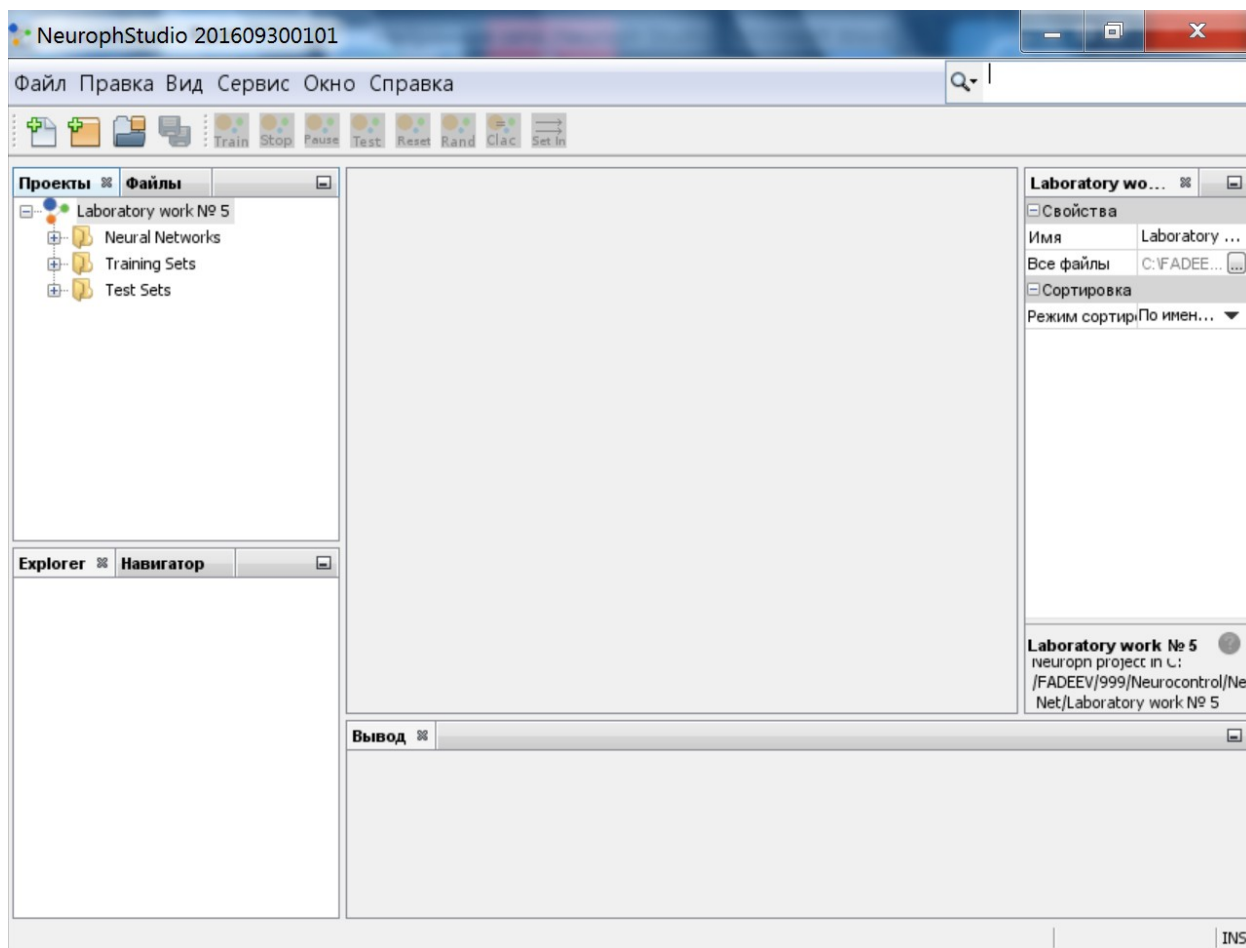 NeurophStudio 201609300101
Файл Правка Вид Сервис Окно Справка
Train Stop Pause Test Reset Rand Clac Set In
Проекты Файлы
Laboratory work № 5
Neural Networks
Training Sets
Test Sets
Explorer Навигатор
Вывод
Laboratory wo...
Свойства
Имя Laboratory ...
Все файлы C:\FADEE... ...
Сортировка
Режим сортир По имен...
Laboratory work № 5
Neuroph project in C:
/FADEEV/999/Neurocontrol/Ne
Net/Laboratory work № 5
INS